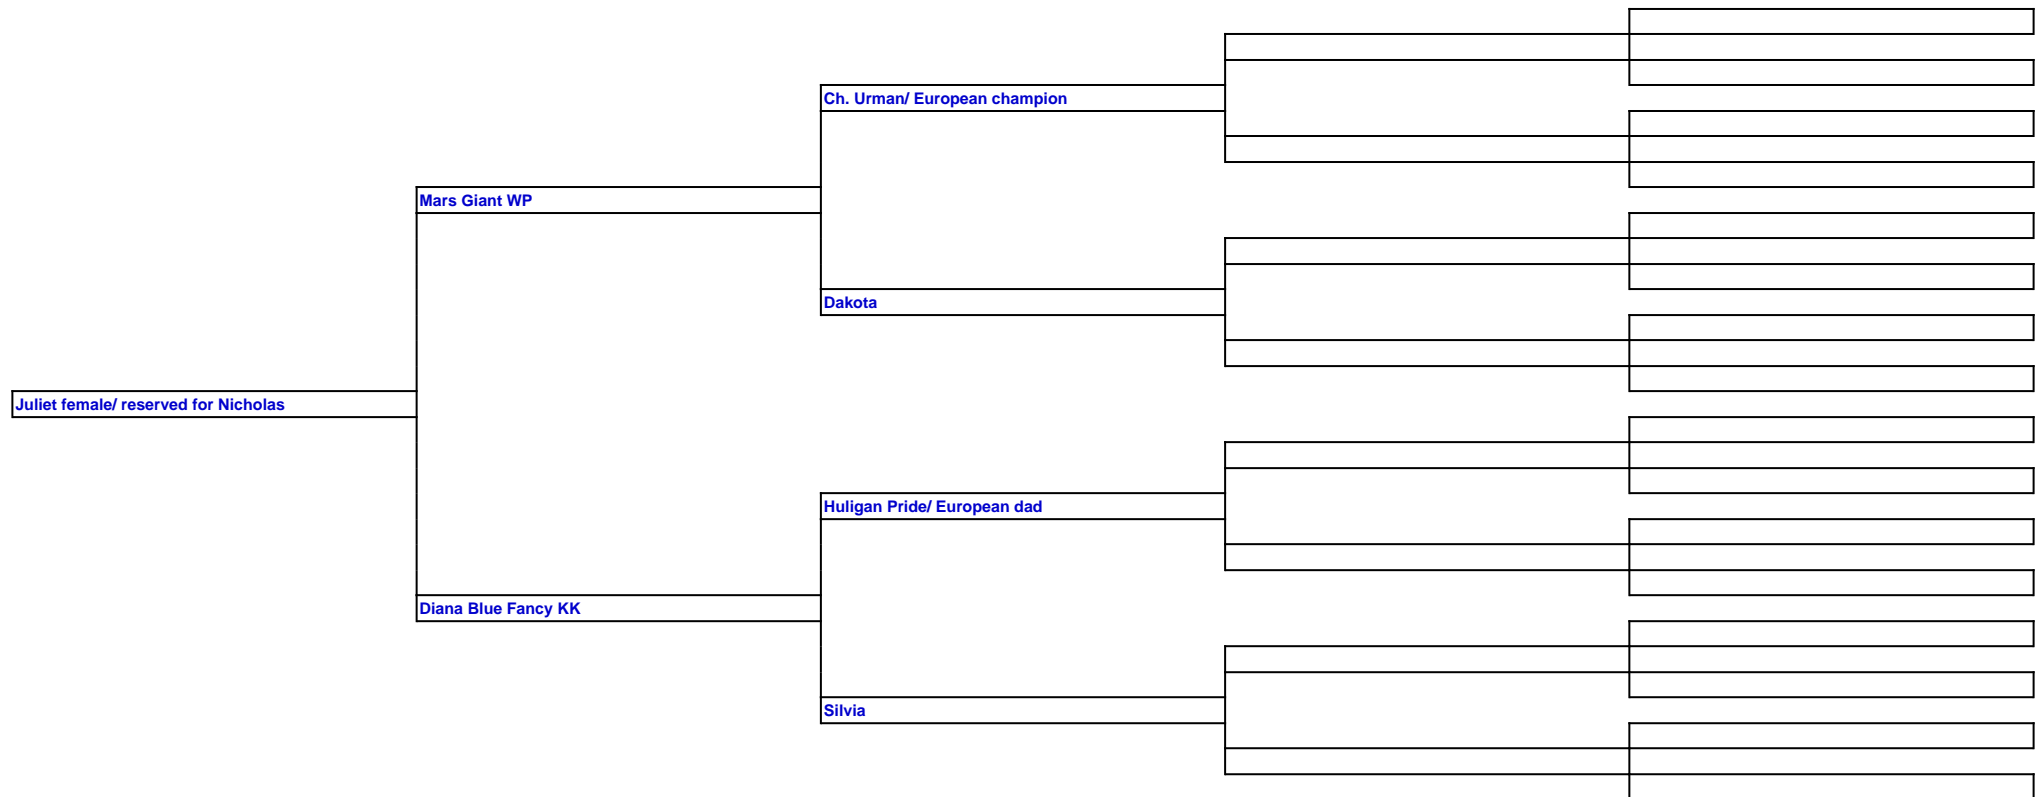 Ch. Urman/ European champion
Mars Giant WP
Dakota
Juliet female/ reserved for Nicholas
Huligan Pride/ European dad
Diana Blue Fancy KK
Silvia